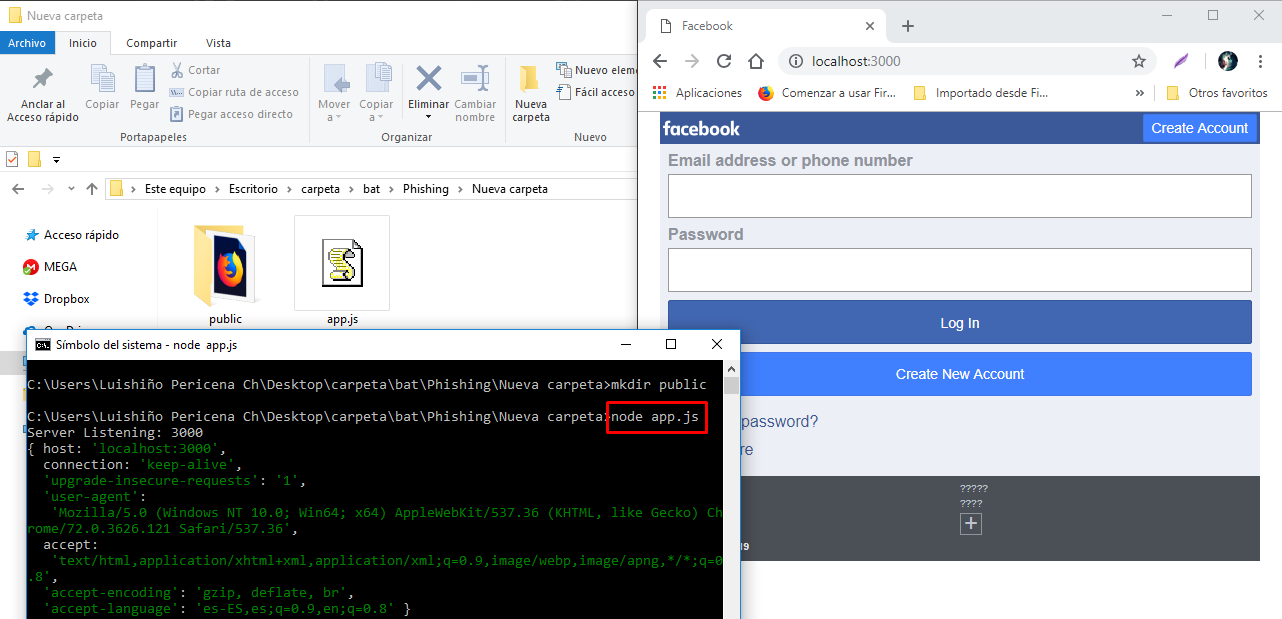 Nueva carpeta
Archivo Inicio Compartir Vista
Anclar al Acceso rápido
Copiar
Pegar
Cortar
Copiar ruta de acceso
Pegar acceso directo
Portapapeles
Mover a
Copiar a
Eliminar
Cambiar nombre
Organizar
Nueva carpeta
Nuevo elem
Fácil acceso
Nuevo
Este equipo > Escritorio > carpeta > bat > Phishing > Nueva carpeta
Acceso rápido
MEGA
Dropbox
public
app.js
Facebook
localhost:3000
Aplicaciones
Comenzar a usar Fir...
Importado desde Fi...
»
Otros favoritos
facebook
Create Account
Email address or phone number
Password
Log In
Create New Account
password?
re
?????
????
+
19
Símbolo del sistema - node app.js
C:\Users\Luishiño Pericena Ch\Desktop\carpeta\bat\Phishing\Nueva carpeta>mkdir public
C:\Users\Luishiño Pericena Ch\Desktop\carpeta\bat\Phishing\Nueva carpeta>node app.js
Server Listening: 3000
{ host: 'localhost:3000',
connection: 'keep-alive',
'upgrade-insecure-requests': '1',
'user-agent':
'Mozilla/5.0 (Windows NT 10.0; Win64; x64) AppleWebKit/537.36 (KHTML, like Gecko) Ch
rome/72.0.3626.121 Safari/537.36',
accept:
'text/html,application/xhtml+xml,application/xml;q=0.9,image/webp,image/apng,*/*;q=0
.8',
'accept-encoding': 'gzip, deflate, br',
'accept-language': 'es-ES,es;q=0.9,en;q=0.8' }